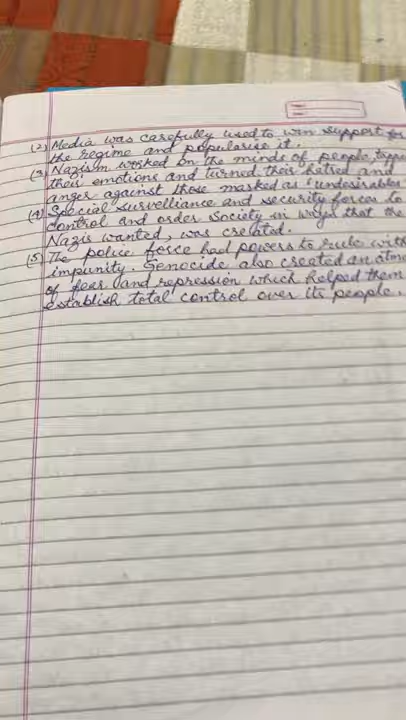 (2) Media was carefully used to win support for
the regime and popularise it.
(3) Nazism worked on the minds of people, tapped
their emotions and turned their hatred and
anger against those marked as 'undesirables'
(4) Special survelliance and security forces to
control and order society in ways that the
Nazis wanted, was created.
(5) The police force had powers to rule with
impunity. Genocide also created an atmo
of fear and repression which helped them
establish total control over its people.